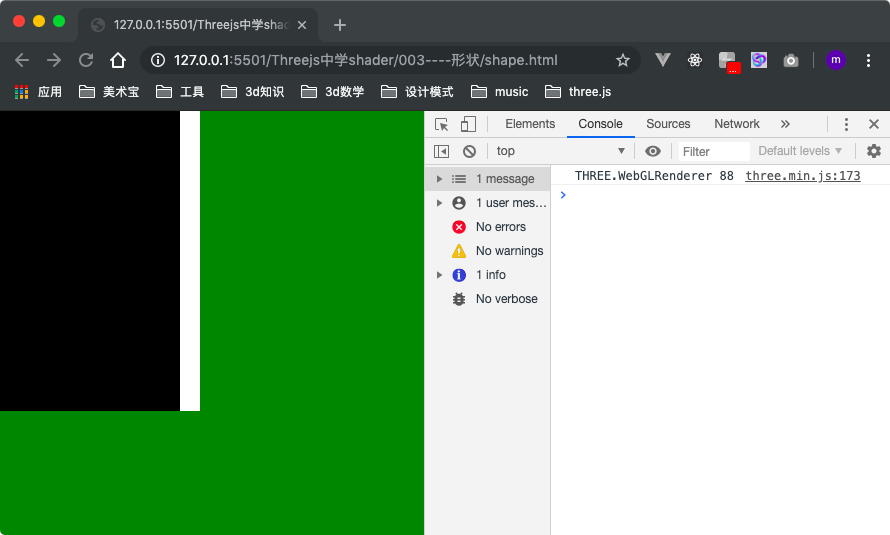 127.0.0.1:5501/Threejs中学shad
127.0.0.1:5501/Threejs中学shader/003----形状/shape.html
m
应用 美术宝 工具 3d知识 3d数学 设计模式 music three.js
Elements Console Sources Network
top Filter Default levels
1 message
THREE.WebGLRenderer 88 three.min.js:173
1 user mes…
No errors
No warnings
1 info
No verbose